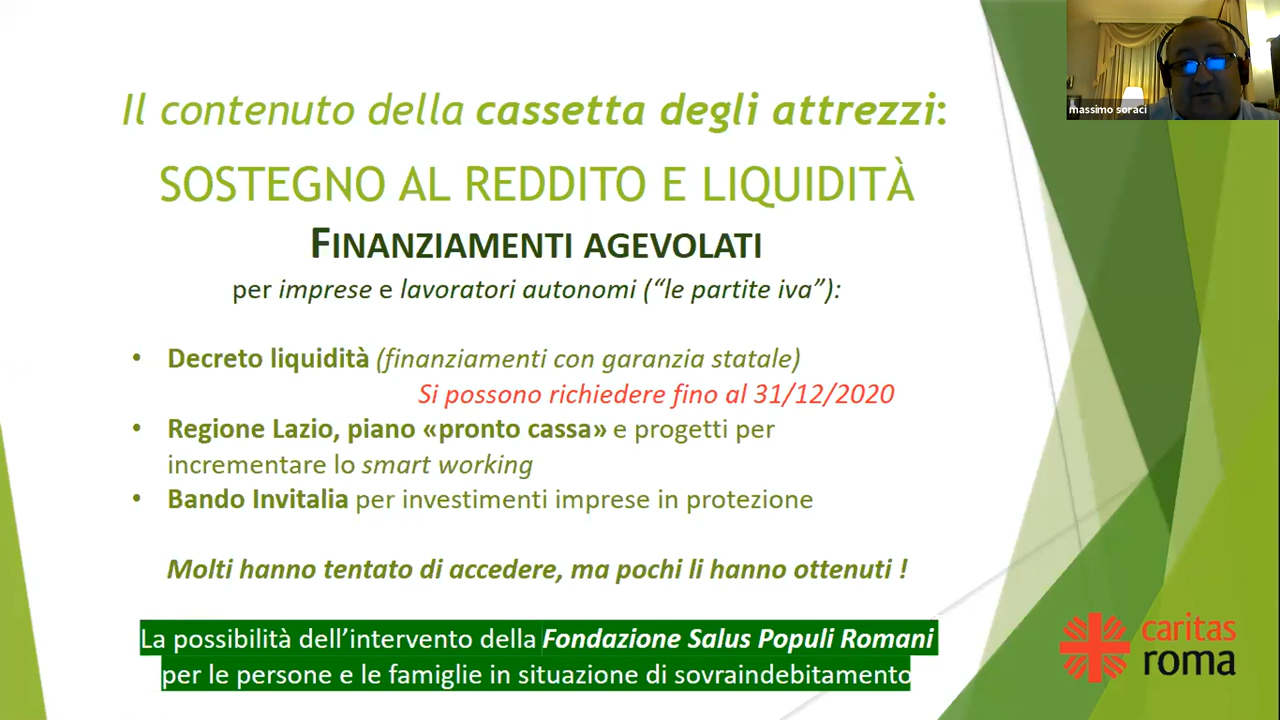 massimo soraci
Il contenuto della cassetta degli attrezzi:
SOSTEGNO AL REDDITO E LIQUIDITÀ
FINANZIAMENTI AGEVOLATI
per imprese e lavoratori autonomi (“le partite iva”):
• Decreto liquidità (finanziamenti con garanzia statale)
Si possono richiedere fino al 31/12/2020
• Regione Lazio, piano «pronto cassa» e progetti per
incrementare lo smart working
• Bando Invitalia per investimenti imprese in protezione
Molti hanno tentato di accedere, ma pochi li hanno ottenuti !
La possibilità dell’intervento della Fondazione Salus Populi Romani
per le persone e le famiglie in situazione di sovraindebitamento
caritas
roma